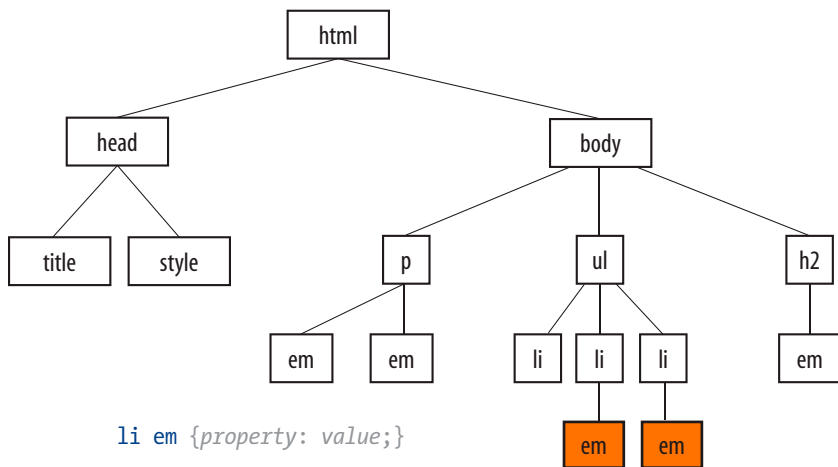 html
head body
title style p ul h2
em em li li li em
li em {property: value;} em em